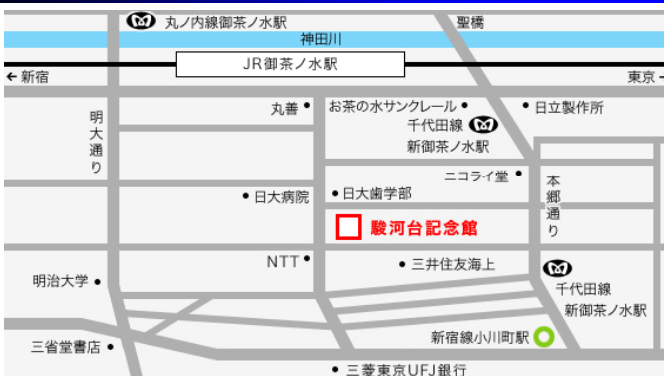 丸ノ内線御茶ノ水駅
聖橋
神田川
JR御茶ノ水駅
←新宿
東京→
明大通り
丸善
お茶の水サンクレール
日立製作所
千代田線
新御茶ノ水駅
ニコライ堂
本郷通り
日大病院
日大歯学部
駿河台記念館
NTT
三井住友海上
明治大学
千代田線
新御茶ノ水駅
新宿線小川町駅
三省堂書店
三菱東京UFJ銀行